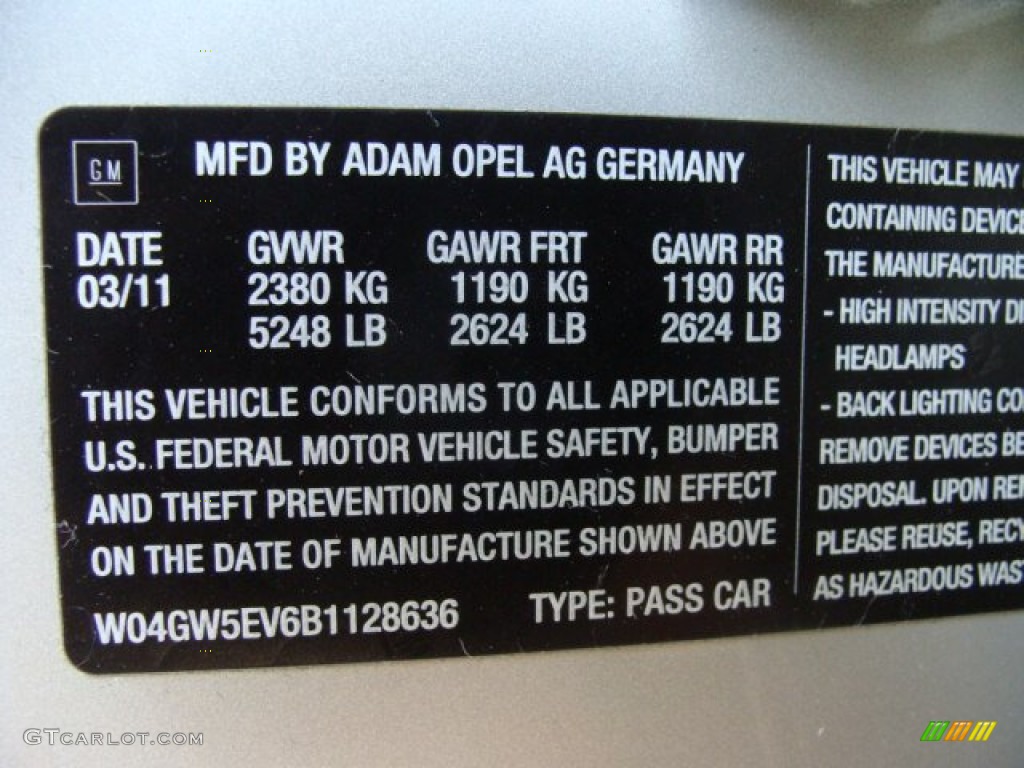 GM
MFD BY ADAM OPEL AG GERMANY
DATE GVWR GAWR FRT GAWR RR
03/11 2380 KG 1190 KG 1190 KG
5248 LB 2624 LB 2624 LB
THIS VEHICLE CONFORMS TO ALL APPLICABLE
U.S. FEDERAL MOTOR VEHICLE SAFETY, BUMPER
AND THEFT PREVENTION STANDARDS IN EFFECT
ON THE DATE OF MANUFACTURE SHOWN ABOVE
W04GW5EV6B1128636 TYPE: PASS CAR
THIS VEHICLE MAY
CONTAINING DEVICE
THE MANUFACTURE
- HIGH INTENSITY DI
HEADLAMPS
- BACK LIGHTING CO
REMOVE DEVICES BE
DISPOSAL. UPON REM
PLEASE REUSE, RECY
AS HAZARDOUS WAST
GTCARLOT.COM